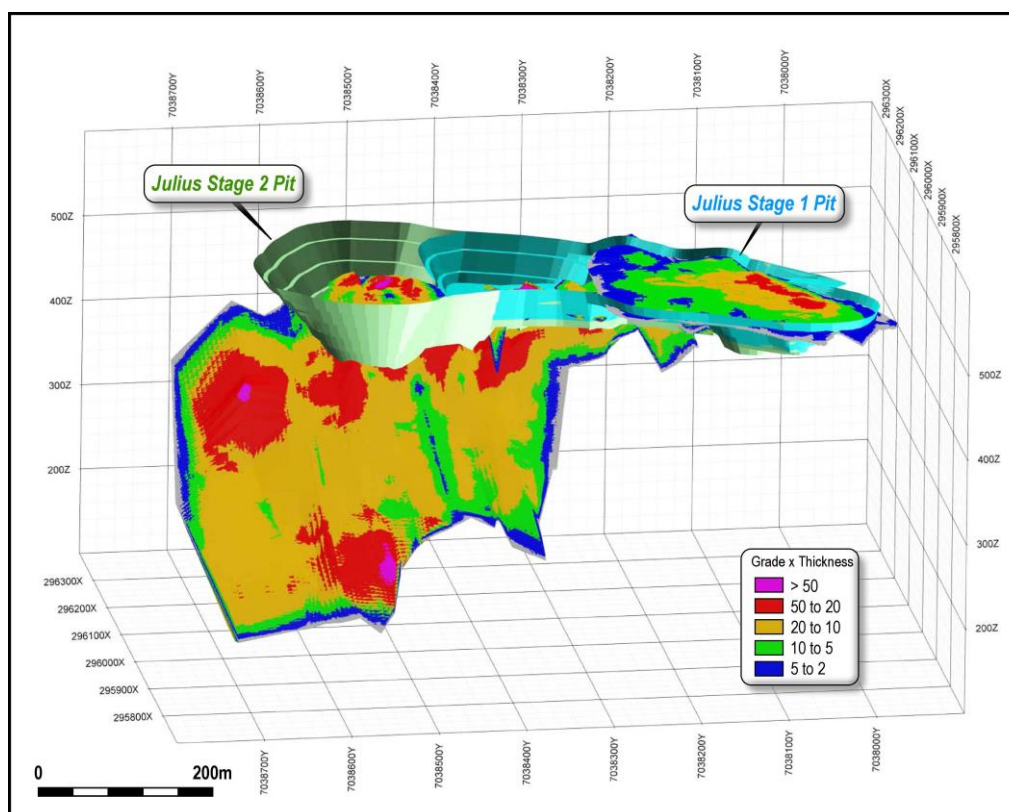 7038700Y
7038600Y
7038500Y
7038400Y
7038300Y
7038200Y
7038100Y
7038000Y
296300X
296200X
296100X
296000X
295900X
295800X
Julius Stage 2 Pit
Julius Stage 1 Pit
500Z
400Z
300Z
200Z
500Z
400Z
300Z
200Z
296300X
296200X
296100X
296000X
295900X
295800X
Grade x Thickness
> 50
50 to 20
20 to 10
10 to 5
5 to 2
7038700Y
7038600Y
7038500Y
7038400Y
7038300Y
7038200Y
7038100Y
7038000Y
0 200m